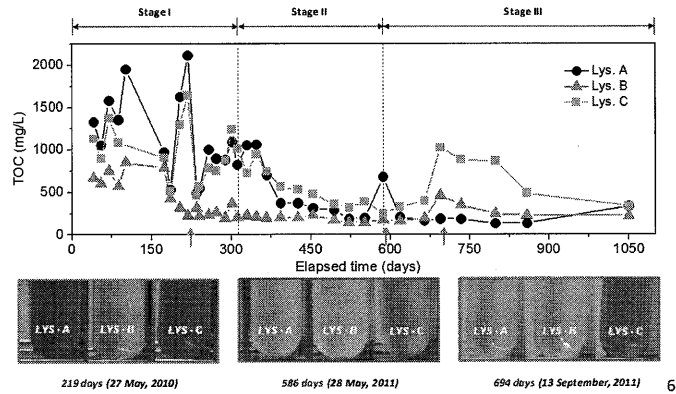 Stage I Stage II Stage III
2000
1500
1000
500
0
TOC (mg/L)
Lys. A
Lys. B
Lys. C
0 150 300 450 600 750 900 1050
Elapsed time (days)
LYS - A LYS - B LYS - C LYS - A LYS - B LYS - C LYS - A LYS - B LYS - C
219 days (27 May, 2010) 586 days (28 May, 2011) 694 days (13 September, 2011)
6